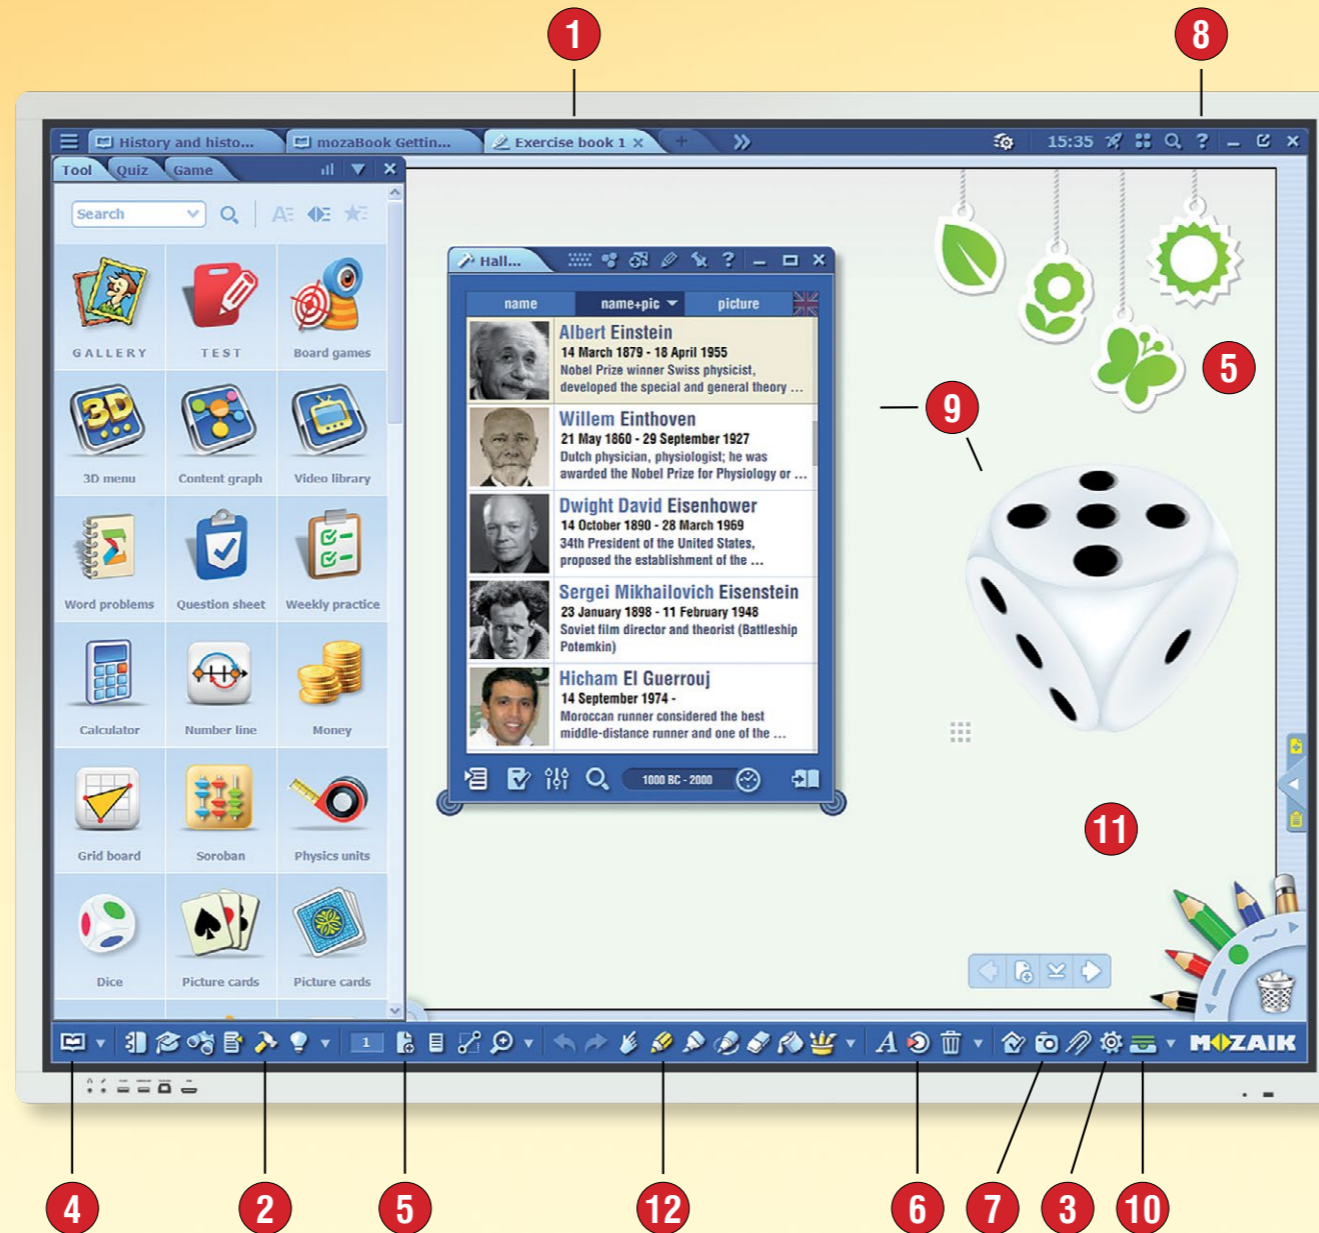 1
8
History and histo...
mozaBook Gettin...
Exercise book 1
15:35
Tool Quiz Game
Search
GALLERY
TEST
Board games
3D
3D menu
Content graph
Video library
Word problems
Question sheet
Weekly practice
Calculator
Number line
Money
Grid board
Soroban
Physics units
Dice
Picture cards
Picture cards
Hall...
name
name+pic
picture
Albert Einstein
14 March 1879 - 18 April 1955
Nobel Prize winner Swiss physicist,
developed the special and general theory ...
Willem Einthoven
21 May 1860 - 29 September 1927
Dutch physician, physiologist; he was
awarded the Nobel Prize for Physiology or ...
Dwight David Eisenhower
14 October 1890 - 28 March 1969
34th President of the United States,
proposed the establishment of the ...
Sergei Mikhailovich Eisenstein
23 January 1898 - 11 February 1948
Soviet film director and theorist (Battleship
Potemkin)
Hicham El Guerrouj
14 September 1974 -
Moroccan runner considered the best
middle-distance runner and one of the ...
1000 BC - 2000
5
9
11
1
A
MOZAIK
4
2
5
12
6
7
3
10